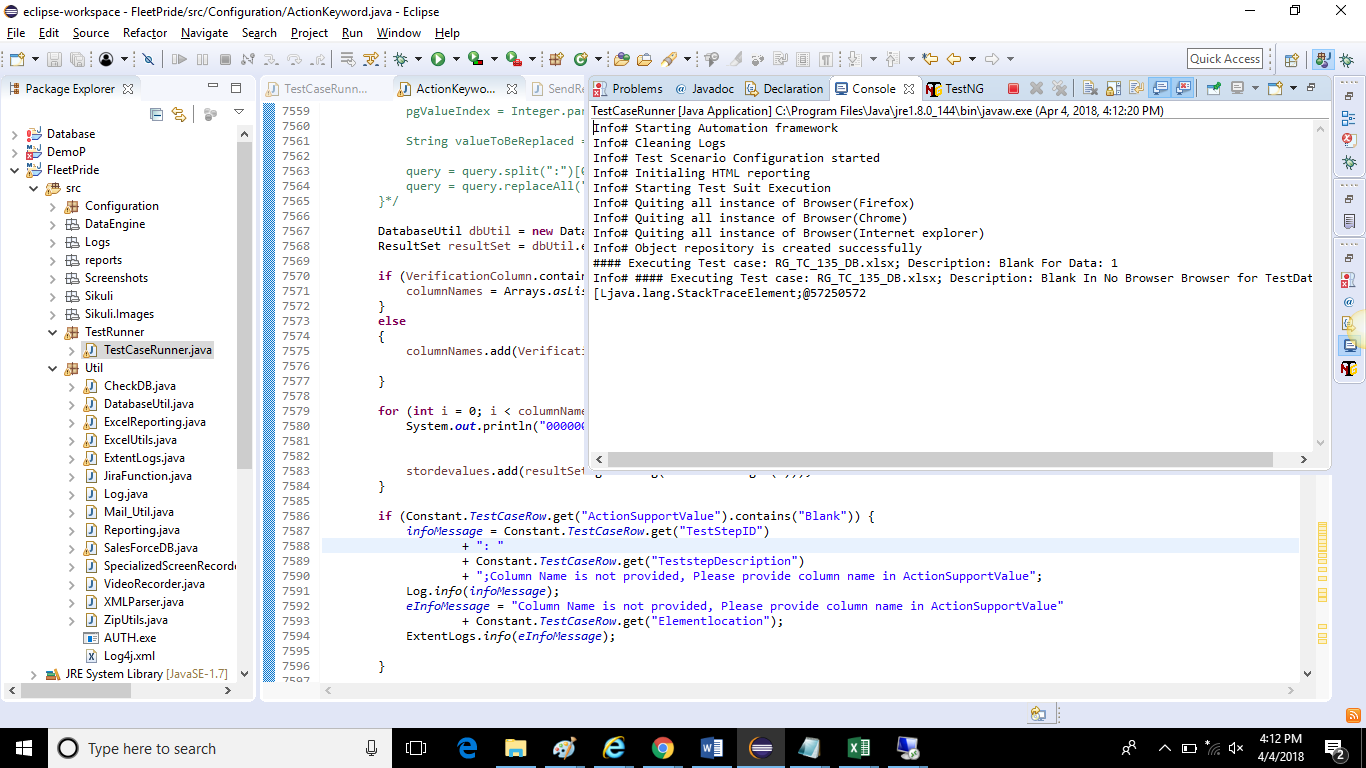 eclipse-workspace - FleetPride/src/Configuration/ActionKeyword.java - Eclipse
File Edit Source Refactor Navigate Search Project Run Window Help
Quick Access
Package Explorer
TestCaseRunn...
ActionKeywo...
SendRe
Problems
Javadoc
Declaration
Console
TestNG
TestCaseRunner [Java Application] C:\Program Files\Java\jre1.8.0_144\bin\javaw.exe (Apr 4, 2018, 4:12:20 PM)
Info# Starting Automation framework
Info# Cleaning Logs
Info# Test Scenario Configuration started
Info# Initialing HTML reporting
Info# Starting Test Suit Execution
Info# Quiting all instance of Browser(Firefox)
Info# Quiting all instance of Browser(Chrome)
Info# Quiting all instance of Browser(Internet explorer)
Info# Object repository is created successfully
#### Executing Test case: RG_TC_135_DB.xlsx; Description: Blank For Data: 1
Info# #### Executing Test case: RG_TC_135_DB.xlsx; Description: Blank In No Browser Browser for TestDat
[Ljava.lang.StackTraceElement;@57250572
Database
DemoP
FleetPride
src
Configuration
DataEngine
Logs
reports
Screenshots
Sikuli
Sikuli.Images
TestRunner
TestCaseRunner.java
Util
CheckDB.java
DatabaseUtil.java
ExcelReporting.java
ExcelUtils.java
ExtentLogs.java
JiraFunction.java
Log.java
Mail_Util.java
Reporting.java
SalesForceDB.java
SpecializedScreenRecorde
VideoRecorder.java
XMLParser.java
ZipUtils.java
AUTH.exe
Log4j.xml
JRE System Library [JavaSE-1.7]
7559 pgValueIndex = Integer.par
7560
7561 String valueToBeReplaced =
7562
7563 query = query.split(":")[0
7564 query = query.replaceAll("
7565 }*/
7566
7567 DatabaseUtil dbUtil = new Data
7568 ResultSet resultSet = dbUtil.e
7569
7570 if (VerificationColumn.contain
7571 columnNames = Arrays.asLis
7572 }
7573 else
7574 {
7575 columnNames.add(Verificati
7576
7577 }
7578
7579 for (int i = 0; i < columnName
7580 System.out.println("000000
7581
7582
7583 stordevalues.add(resultSet
7584 }
7585
7586 if (Constant.TestCaseRow.get("ActionSupportValue").contains("Blank")) {
7587 infoMessage = Constant.TestCaseRow.get("TestStepID")
7588 + ": "
7589 + Constant.TestCaseRow.get("TeststepDescription")
7590 + ";Column Name is not provided, Please provide column name in ActionSupportValue";
7591 Log.info(infoMessage);
7592 eInfoMessage = "Column Name is not provided, Please provide column name in ActionSupportValue"
7593 + Constant.TestCaseRow.get("Elementlocation");
7594 ExtentLogs.info(eInfoMessage);
7595
7596 }
7597
Type here to search
4:12 PM
4/4/2018
2